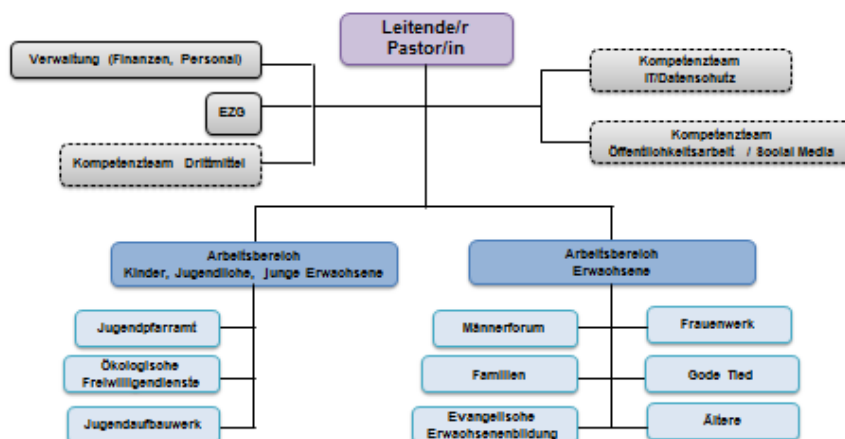 Leitende/r
Pastor/in
Verwaltung (Finanzen, Personal)
EZG
Kompetenzteam Drittmittel
Kompetenzteam
IT/Datenschutz
Kompetenzteam
Öffentlichkeitsarbeit / Social Media
Arbeitsbereich
Kinder, Jugendliche, junge Erwachsene
Arbeitsbereich
Erwachsene
Jugendpfarramt
Ökologische
Freiwilligendienste
Jugendaufbauwerk
Männerforum
Familien
Evangelische
Erwachsenenbildung
Frauenwerk
Gode Tied
Ältere